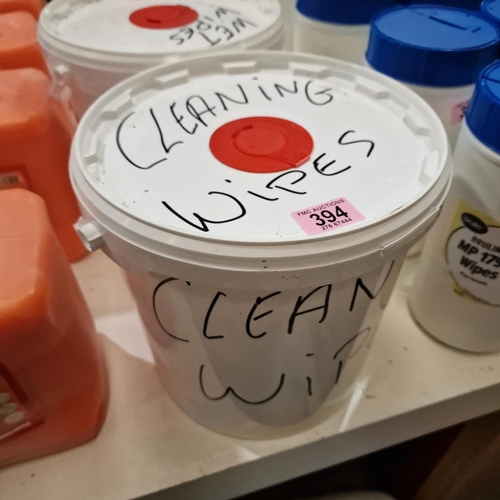 CLEANING
WET
WIPES
WiPES
FMC AUCTIONS
394
CLEAN
WiP
Mp 175
Wipes